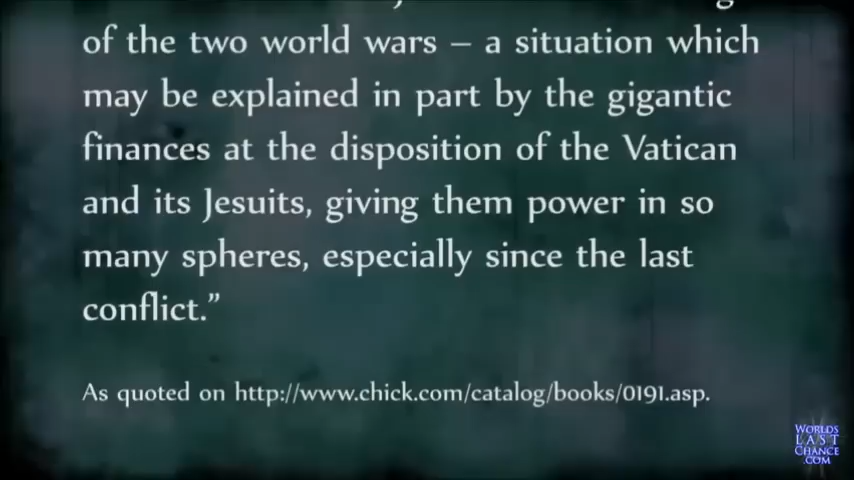 of the two world wars – a situation which
may be explained in part by the gigantic
finances at the disposition of the Vatican
and its Jesuits, giving them power in so
many spheres, especially since the last
conflict.”
As quoted on http://www.chick.com/catalog/books/0191.asp.
WORLDS
LAST
CHANCE
.COM